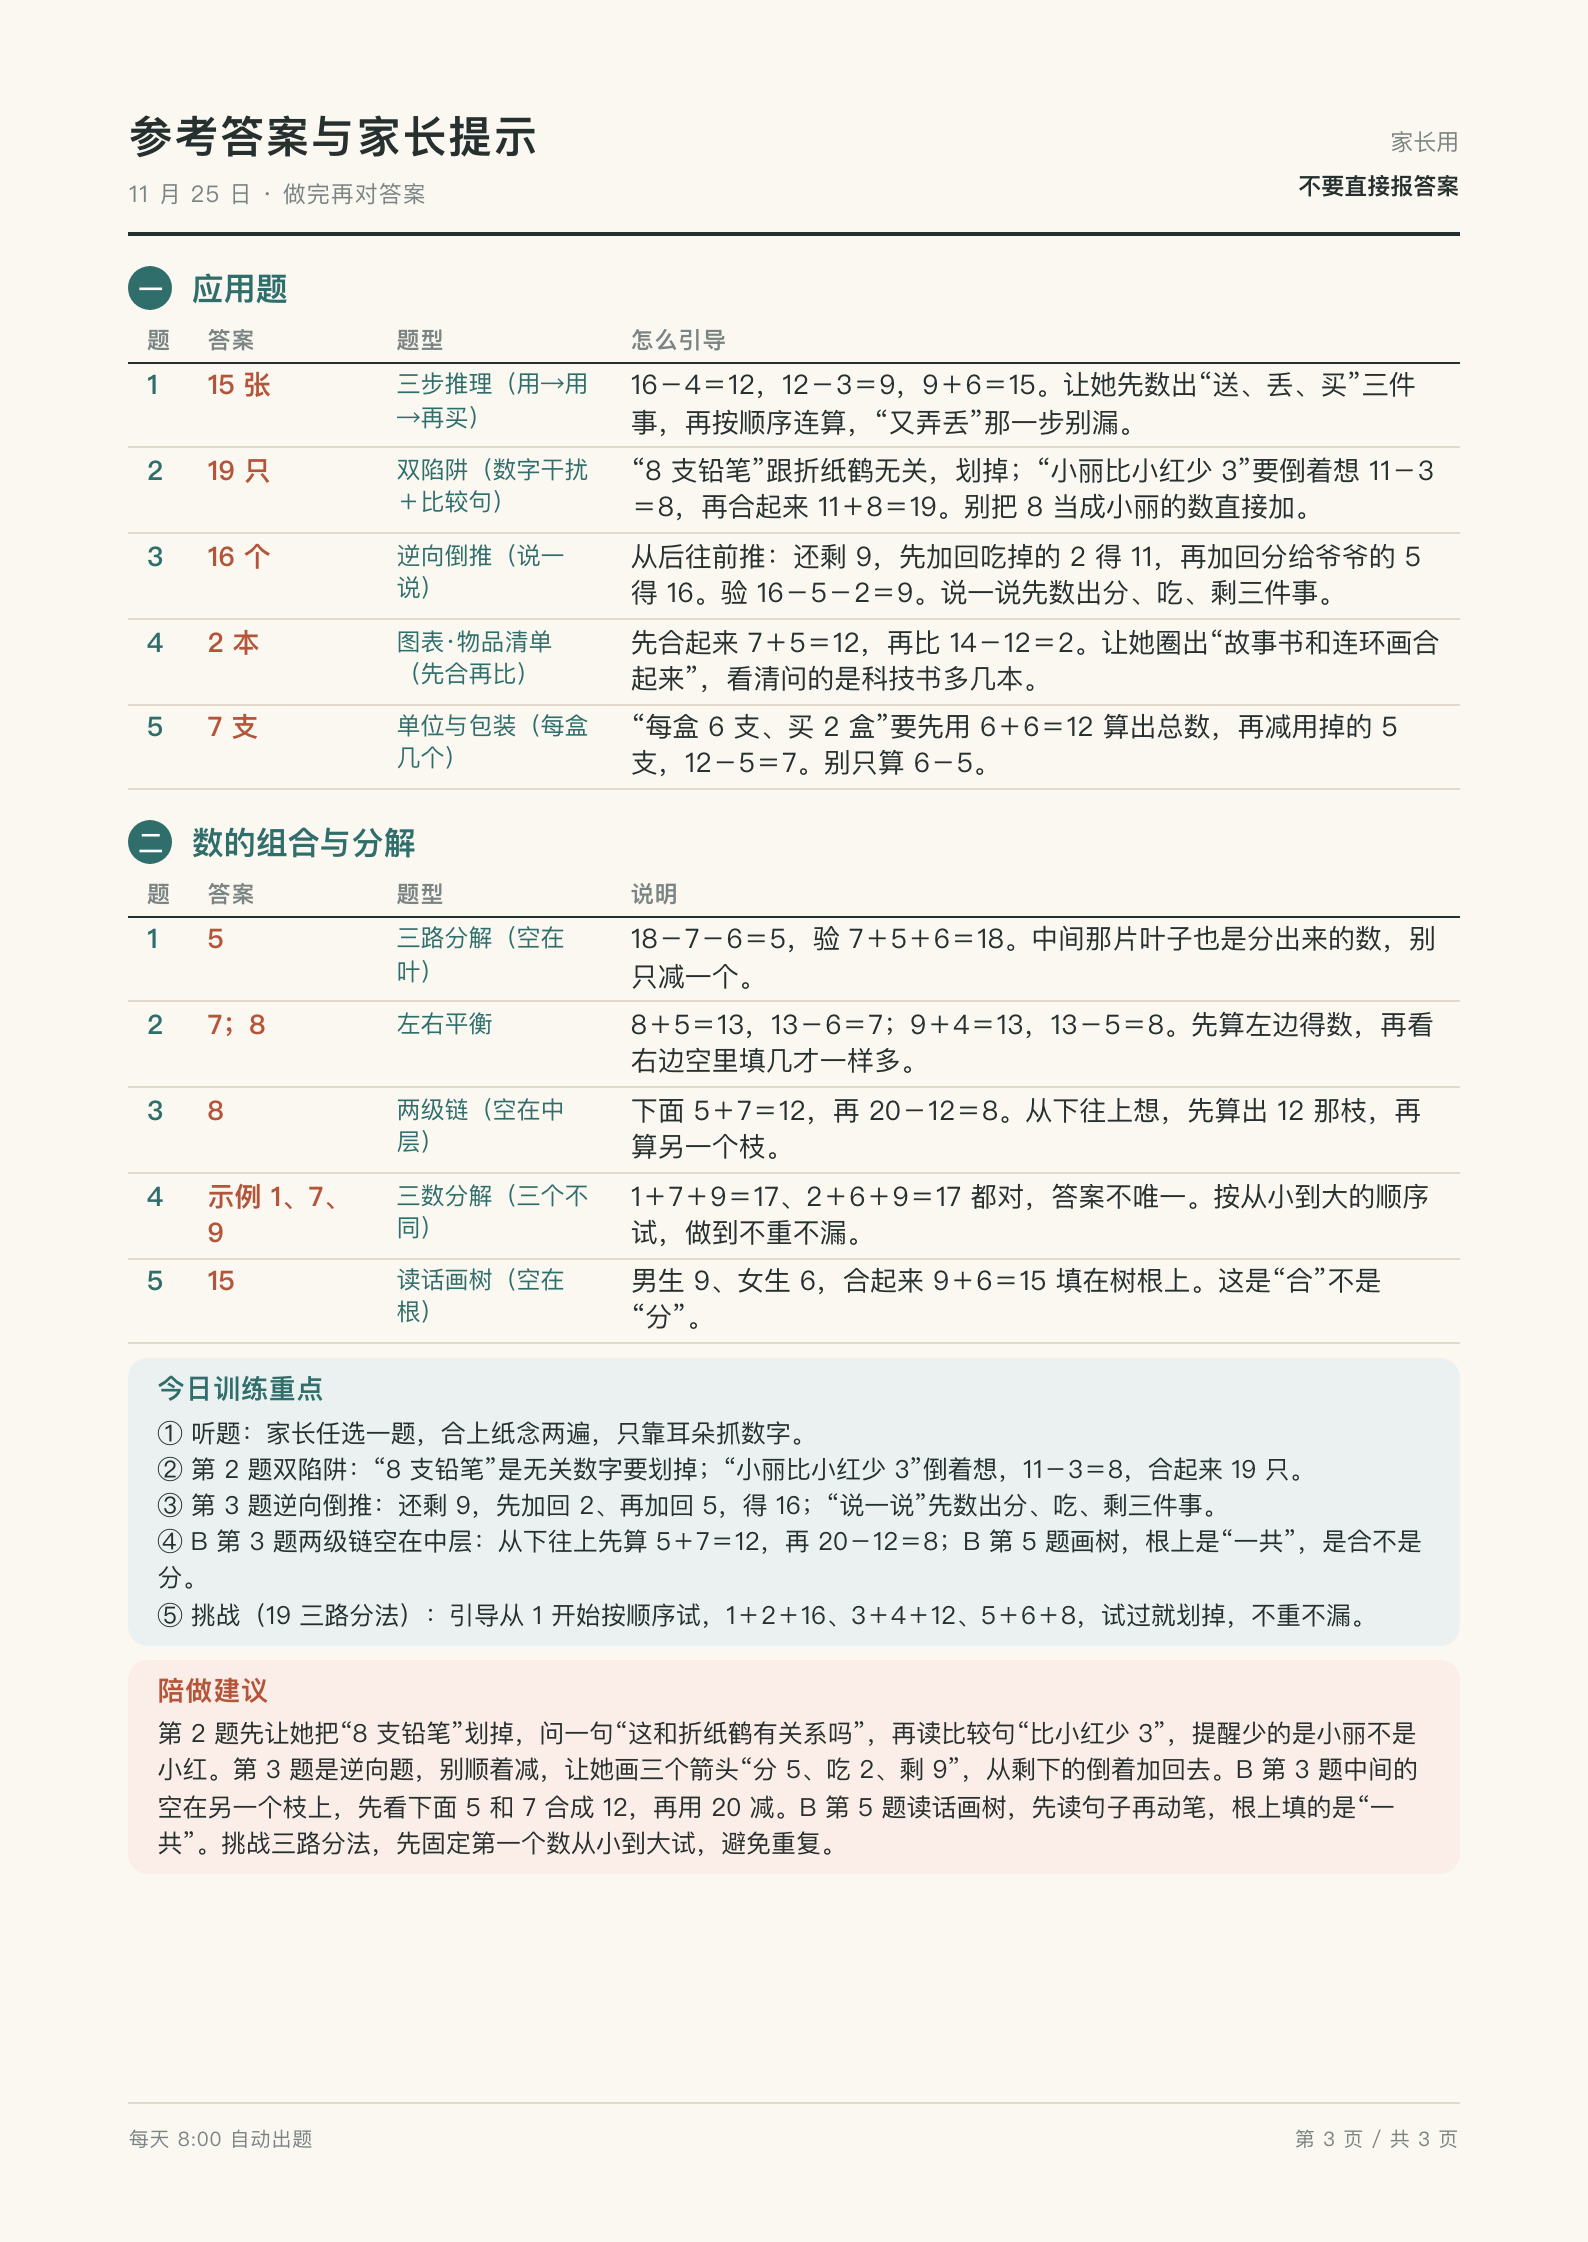 参考答案与家长提示
家长用
11 月 25 日 · 做完再对答案
不要直接报答案
一 应用题
题 答案 题型 怎么引导
1 15 张 三步推理（用→用 16－4＝12，12－3＝9，9＋6＝15。让她先数出“送、丢、买”三件
→再买） 事，再按顺序连算，“又弄丢”那一步别漏。
2 19 只 双陷阱（数字干扰 “8 支铅笔”跟折纸鹤无关，划掉；“小丽比小红少 3”要倒着想 11－3
＋比较句） ＝8，再合起来 11＋8＝19。别把 8 当成小丽的数直接加。
3 16 个 逆向倒推（说一 从后往前推：还剩 9，先加回吃掉的 2 得 11，再加回分给爷爷的 5
说） 得 16。验 16－5－2＝9。说一说先数出分、吃、剩三件事。
4 2 本 图表·物品清单 先合起来 7＋5＝12，再比 14－12＝2。让她圈出“故事书和连环画合
（先合再比） 起来”，看清问的是科技书多几本。
5 7 支 单位与包装（每盒 “每盒 6 支、买 2 盒”要先用 6＋6＝12 算出总数，再减用掉的 5
几个） 支，12－5＝7。别只算 6－5。
二 数的组合与分解
题 答案 题型 说明
1 5 三路分解（空在 18－7－6＝5，验 7＋5＋6＝18。中间那片叶子也是分出来的数，别
叶） 只减一个。
2 7；8 左右平衡 8＋5＝13，13－6＝7；9＋4＝13，13－5＝8。先算左边得数，再看
右边空里填几才一样多。
3 8 两级链（空在中 下面 5＋7＝12，再 20－12＝8。从下往上想，先算出 12 那枝，再
层） 算另一个枝。
4 示例 1、7、 三数分解（三个不 1＋7＋9＝17、2＋6＋9＝17 都对，答案不唯一。按从小到大的顺序
9 同） 试，做到不重不漏。
5 15 读话画树（空在 男生 9、女生 6，合起来 9＋6＝15 填在树根上。这是“合”不是
根） “分”。
今日训练重点
① 听题：家长任选一题，合上纸念两遍，只靠耳朵抓数字。
② 第 2 题双陷阱：“8 支铅笔”是无关数字要划掉；“小丽比小红少 3”倒着想，11－3＝8，合起来 19 只。
③ 第 3 题逆向倒推：还剩 9，先加回 2、再加回 5，得 16；“说一说”先数出分、吃、剩三件事。
④ B 第 3 题两级链空在中层：从下往上先算 5＋7＝12，再 20－12＝8；B 第 5 题画树，根上是“一共”，是合不是
分。
⑤ 挑战（19 三路分法）：引导从 1 开始按顺序试，1＋2＋16、3＋4＋12、5＋6＋8，试过就划掉，不重不漏。
陪做建议
第 2 题先让她把“8 支铅笔”划掉，问一句“这和折纸鹤有关系吗”，再读比较句“比小红少 3”，提醒少的是小丽不是
小红。第 3 题是逆向题，别顺着减，让她画三个箭头“分 5、吃 2、剩 9”，从剩下的倒着加回去。B 第 3 题中间的
空在另一个枝上，先看下面 5 和 7 合成 12，再用 20 减。B 第 5 题读话画树，先读句子再动笔，根上填的是“一
共”。挑战三路分法，先固定第一个数从小到大试，避免重复。
每天 8:00 自动出题
第 3 页 / 共 3 页